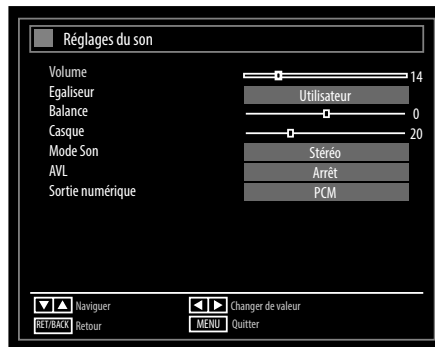 Réglages du son
Volume 14
Egaliseur Utilisateur
Balance 0
Casque 20
Mode Son Stéréo
AVL Arrêt
Sortie numérique PCM
Naviguer Changer de valeur
RET/BACK Retour MENU Quitter